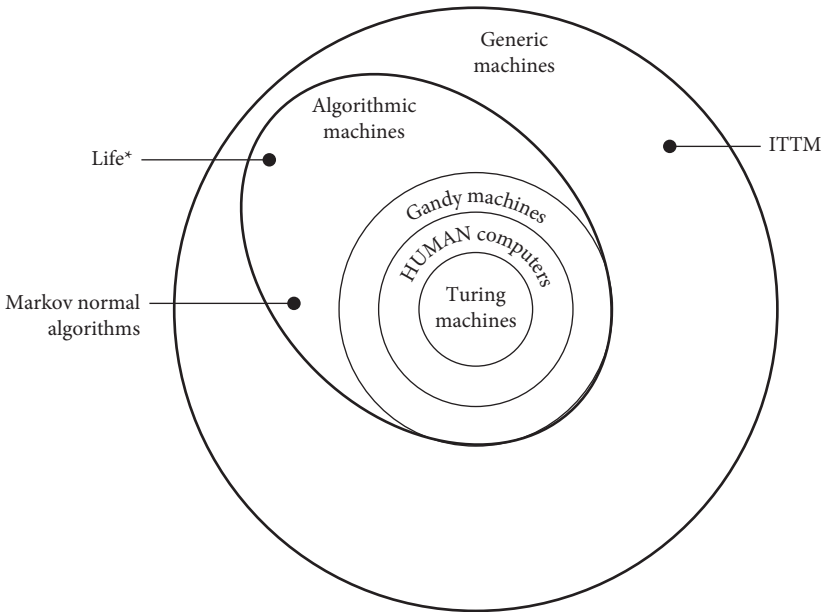 Generic
machines
Algorithmic
machines
Life*
ITTM
Gandy machines
HUMAN computers
Turing
machines
Markov normal
algorithms